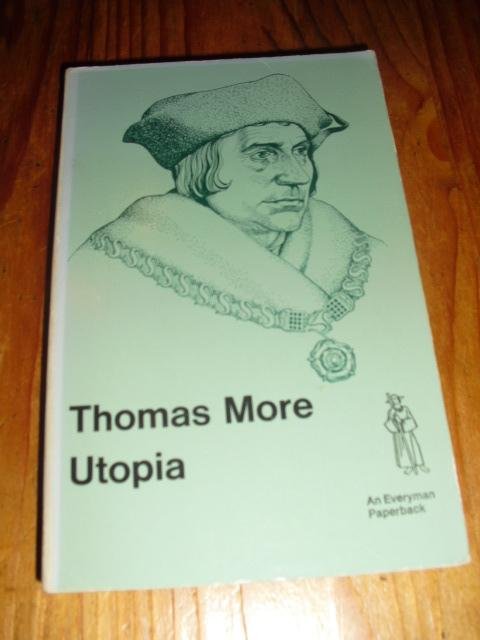 Thomas More
Utopia
An Everyman
Paperback